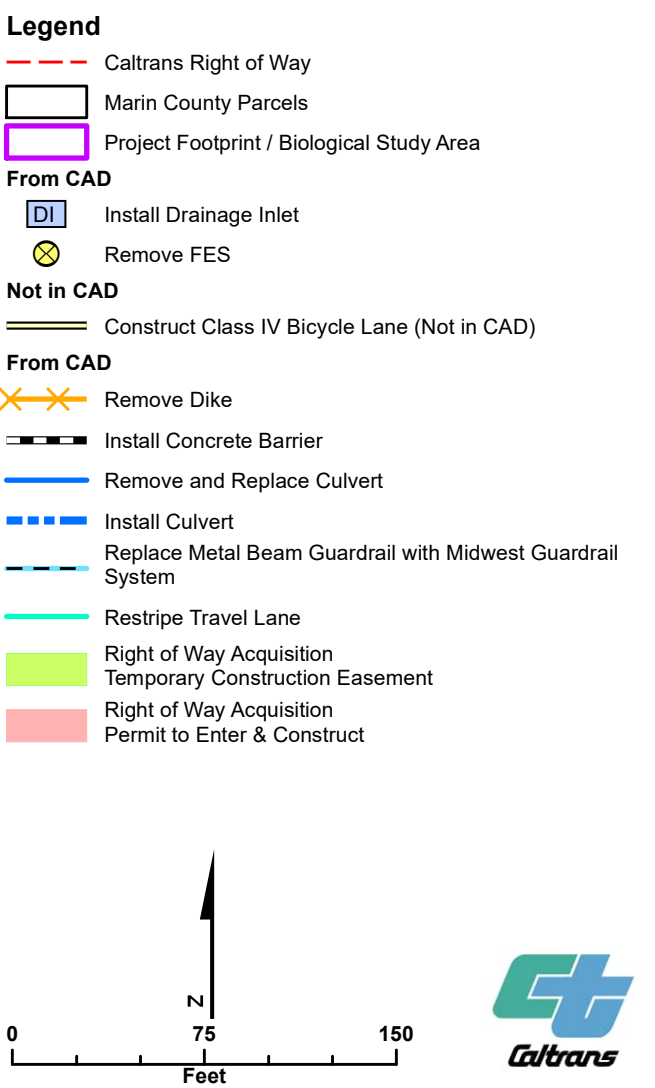 Legend
Caltrans Right of Way
Marin County Parcels
Project Footprint / Biological Study Area
From CAD
DI Install Drainage Inlet
Remove FES
Not in CAD
Construct Class IV Bicycle Lane (Not in CAD)
From CAD
Remove Dike
Install Concrete Barrier
Remove and Replace Culvert
Install Culvert
Replace Metal Beam Guardrail with Midwest Guardrail
System
Restripe Travel Lane
Right of Way Acquisition
Temporary Construction Easement
Right of Way Acquisition
Permit to Enter & Construct
N
0 75 150
Feet
ct
Caltrans